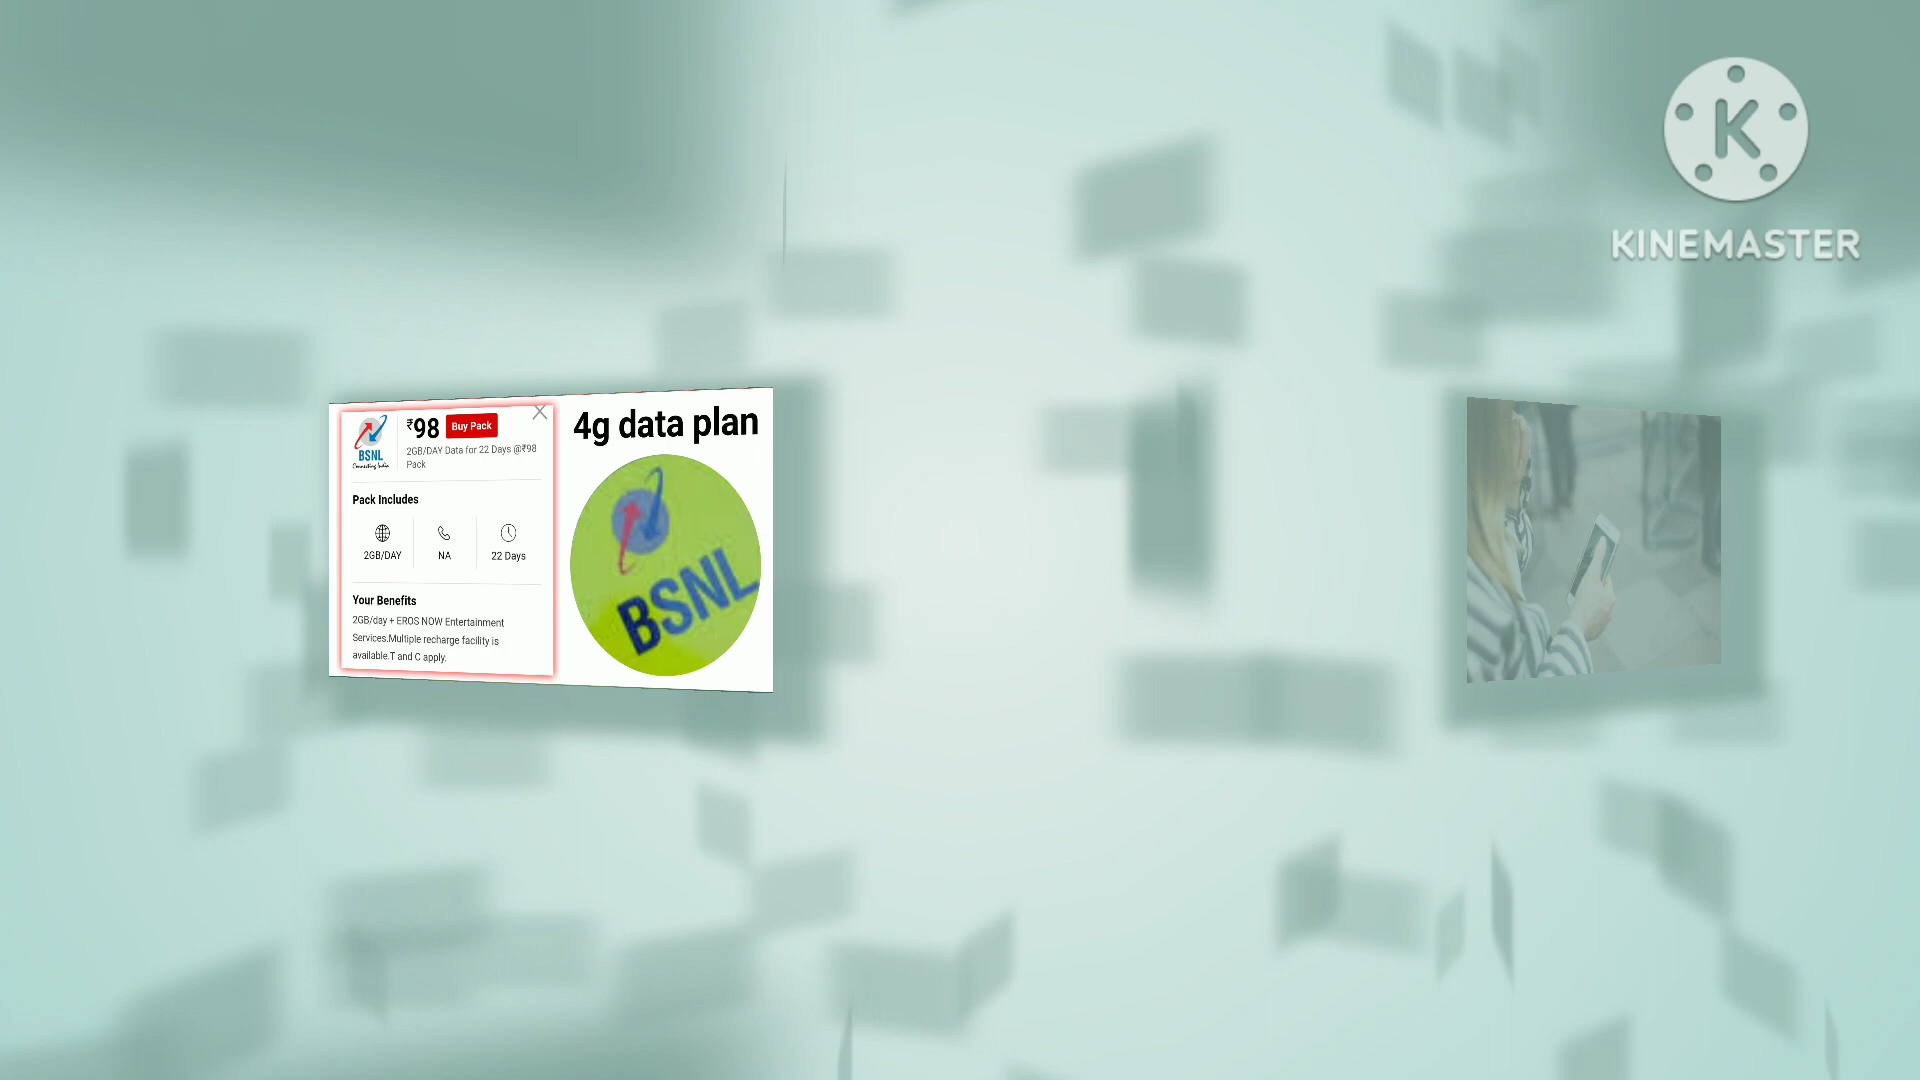 ₹98 Buy Pack
2GB/DAY Data for 22 Days @₹98
Pack
BSNL
Connecting India
Pack Includes
2GB/DAY NA 22 Days
Your Benefits
2GB/day + EROS NOW Entertainment
Services.Multiple recharge facility is
available.T and C apply.
4g data plan
BSNL
K
KINEMASTER